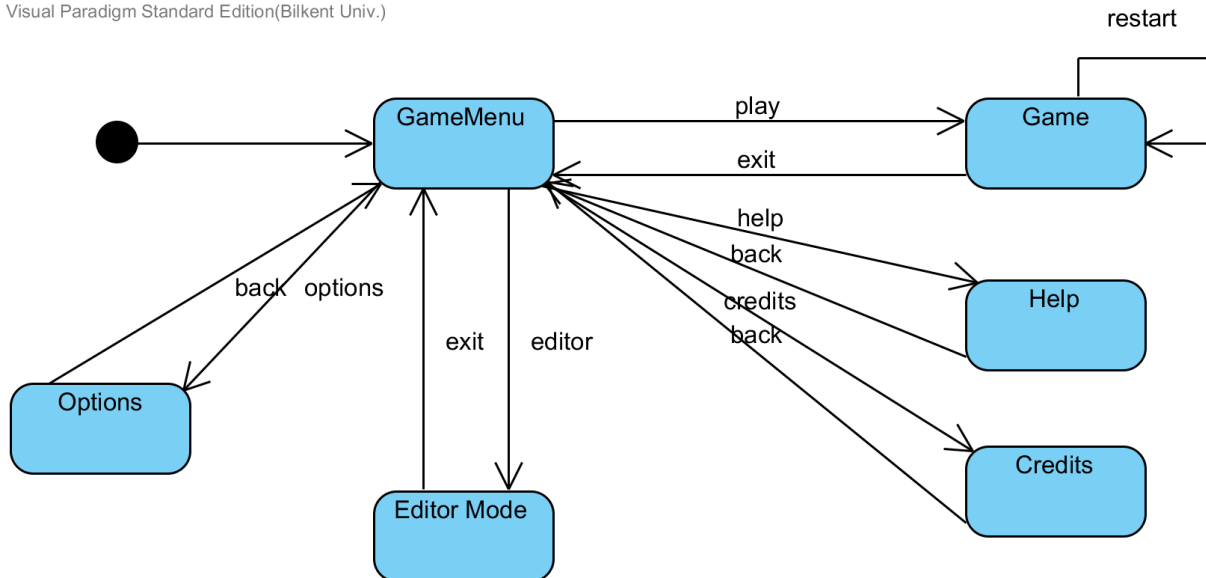 Visual Paradigm Standard Edition(Bilkent Univ.)
restart
GameMenu
play
Game
exit
help
back
back options
credits
Help
back
exit
editor
Options
Credits
Editor Mode